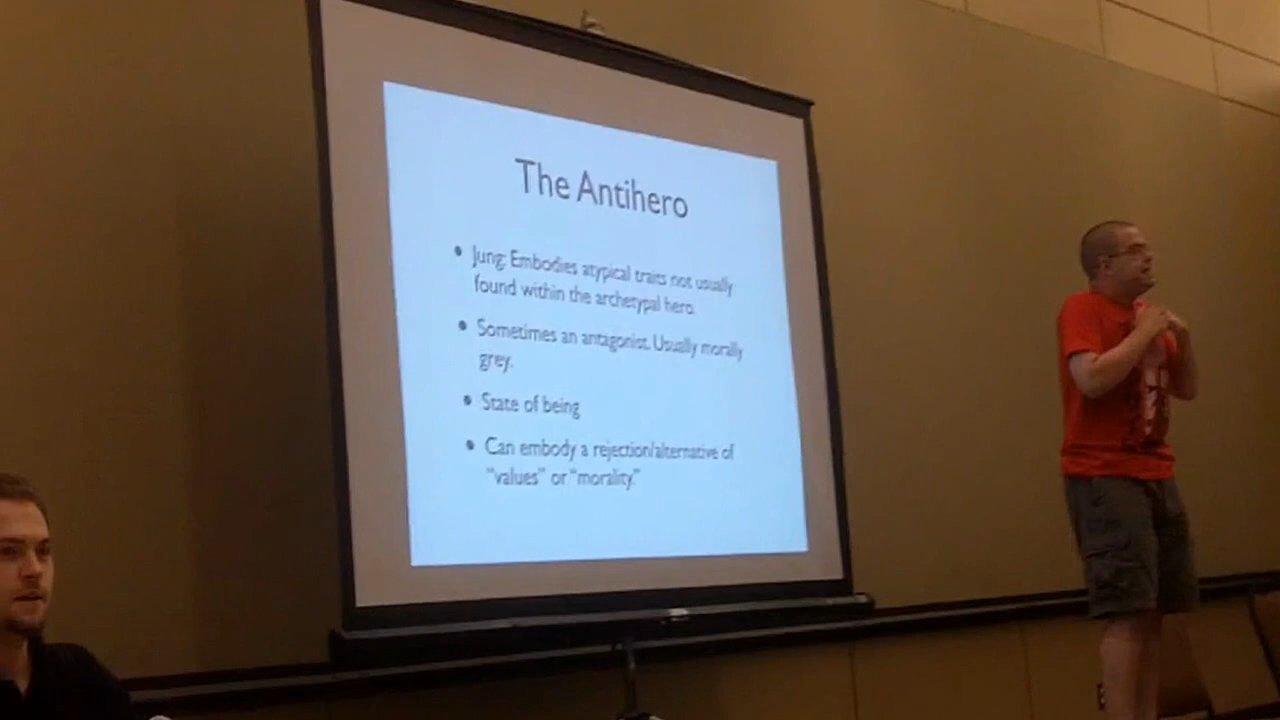 The Antihero
• Jung: Embodies atypical traits not usually
found within the archetypal hero.
• Sometimes an antagonist. Usually morally
grey.
• State of being
• Can embody a rejection/alternative of
"values" or "morality."